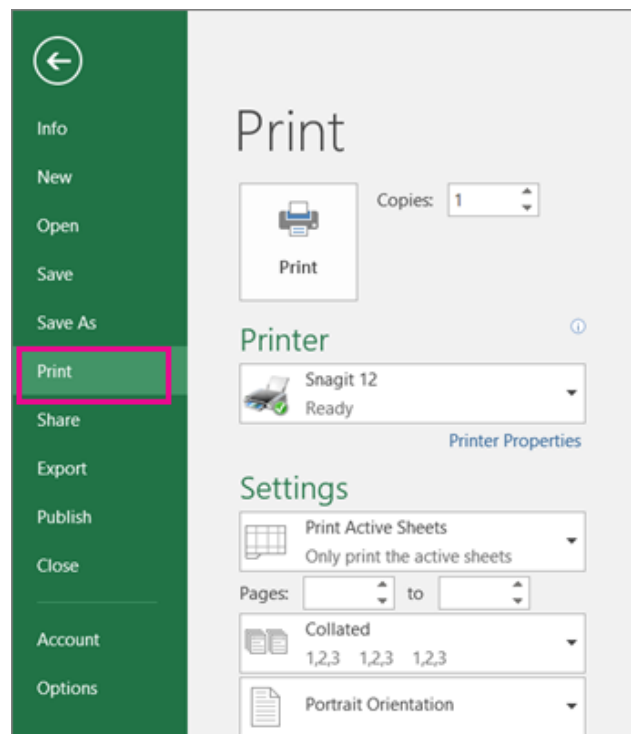 Info
New
Open
Save
Save As
Print
Share
Export
Publish
Close
Account
Options
Print
Copies: 1
Print
Printer
Snagit 12
Ready
Printer Properties
Settings
Print Active Sheets
Only print the active sheets
Pages: to
Collated
1,2,3 1,2,3 1,2,3
Portrait Orientation